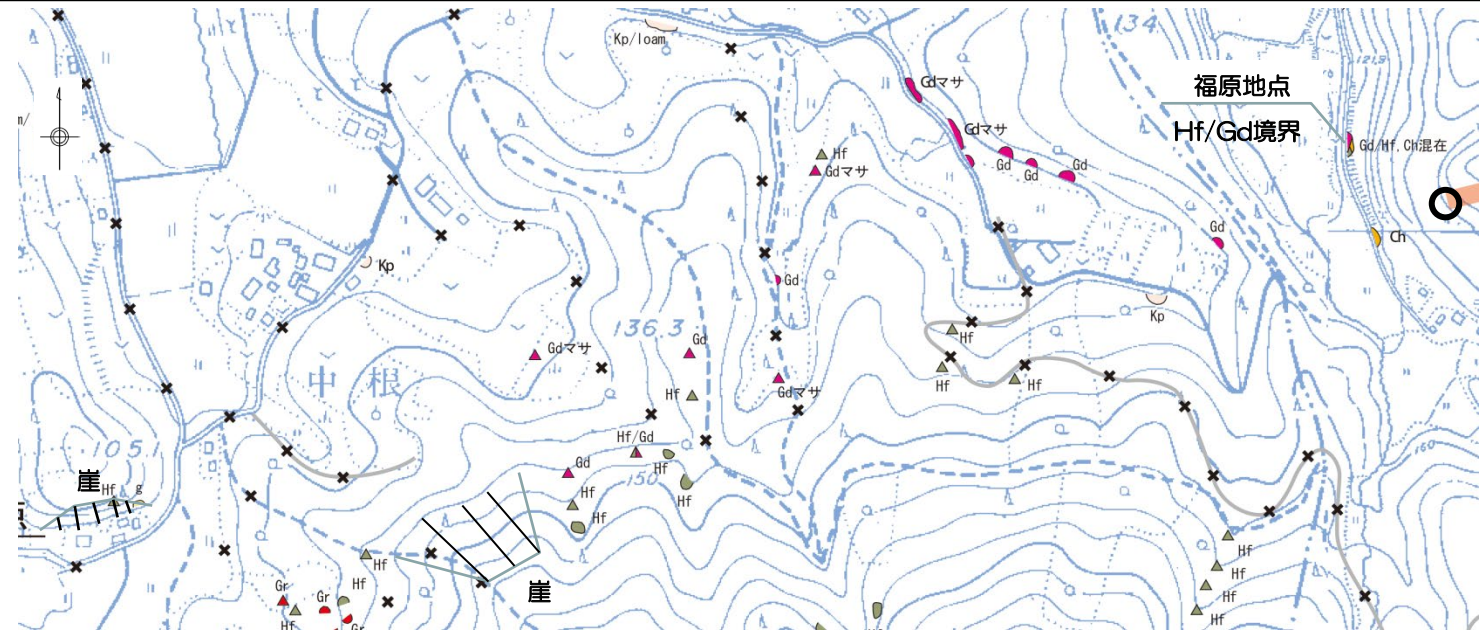 134
Kp/loam
Gdマサ
福原地点
Hf/Gd境界
m/
Gdマサ
Hf
Gdマサ
Gd
Gd
Gd
Gd/Hf, Ch混在
Gd
Ch
Kp
Gd
Kp
136.3
Gdマサ
Gd
Hf
Hf
Hf
Hf
Gdマサ
中根
105.1
Hf/Gd
Hf
Gd
150
Hf
Hf
Hf
崖
Hf
g
160
Hf
Hf
Hf
Hf
崖
Hf
Hf
Gr
Gr
Hf
Gr
Hf